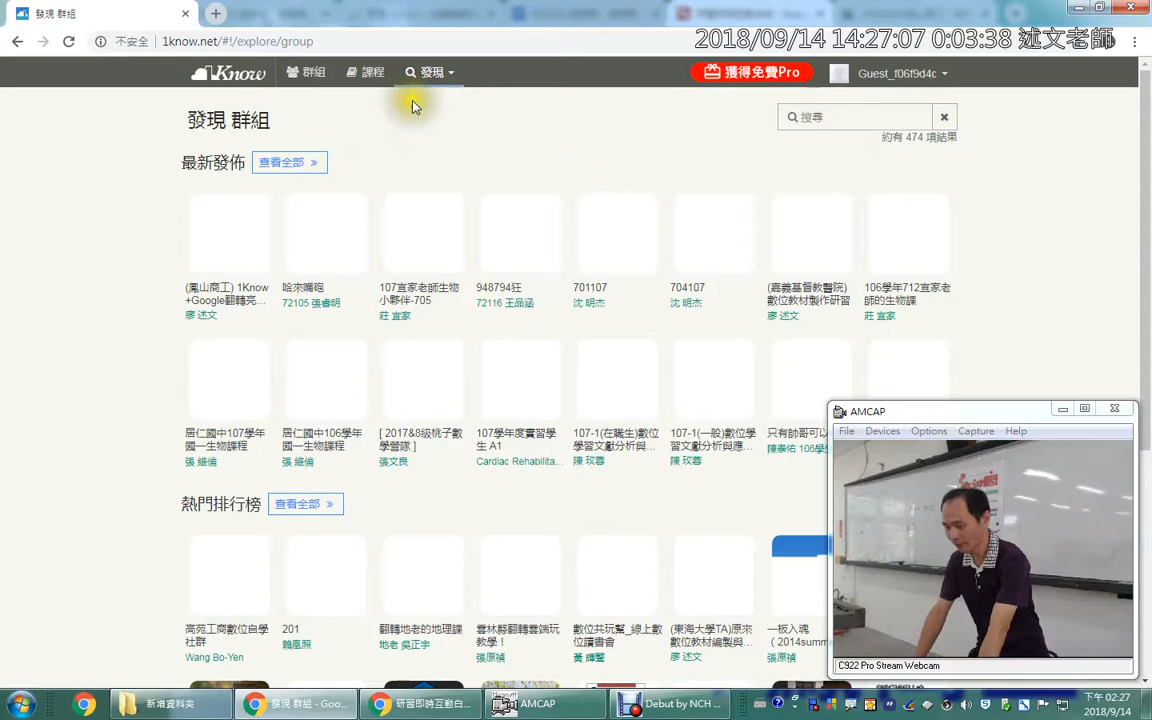 發現 群組
不安全
1know.net/#!/explore/group
2018/09/14 14:27:07 0:03:38 述文老師
1Know
群組
課程
發現
獲得免費Pro
Guest_f06f9d4c
發現 群組
搜尋
約有 474 項結果
最新發佈
查看全部 »
(鳳山商工) 1Know
+Google翻轉亮...
廖 述文
哈來嘴砲
72105 張睿明
107宜家老師生物
小夥伴-705
莊 宜家
948794狂
72116 王品涵
701107
沈 明杰
704107
沈 明杰
(嘉義基督教醫院)
數位教材製作研習
廖 述文
106學年712宜家老
師的生物課
莊 宜家
居仁國中107學年
國一生物課程
張 維倫
居仁國中106學年
國一生物課程
張 維倫
[ 2017&8級桃子數
學營隊 ]
張文良
107學年度實習學
生 A1
Cardiac Rehabilita...
107-1(在職生)數位
學習文獻分析與...
陳 玫蓉
107-1(一般)數位學
習文獻分析與應...
陳 玫蓉
只有帥哥可以
陳泰佑 106學
熱門排行榜
查看全部 »
高苑工商數位自學
社群
Wang Bo-Yen
201
賴鳳照
翻轉地老的地理課
地老 吳正宇
雲林縣翻轉雲端玩
教學！
張原禎
數位共玩幫_線上數
位讀書會
黃 輝聲
(東海大學TA)原來
數位教材編製與...
廖 述文
一板入魂
（2014summ
張原禎
AMCAP
File Devices Options Capture Help
C922 Pro Stream Webcam
新增資料夾
發現 群組 - Goo...
研習即時互動白...
AMCAP
Debut by NCH ...
下午 02:27
2018/9/14